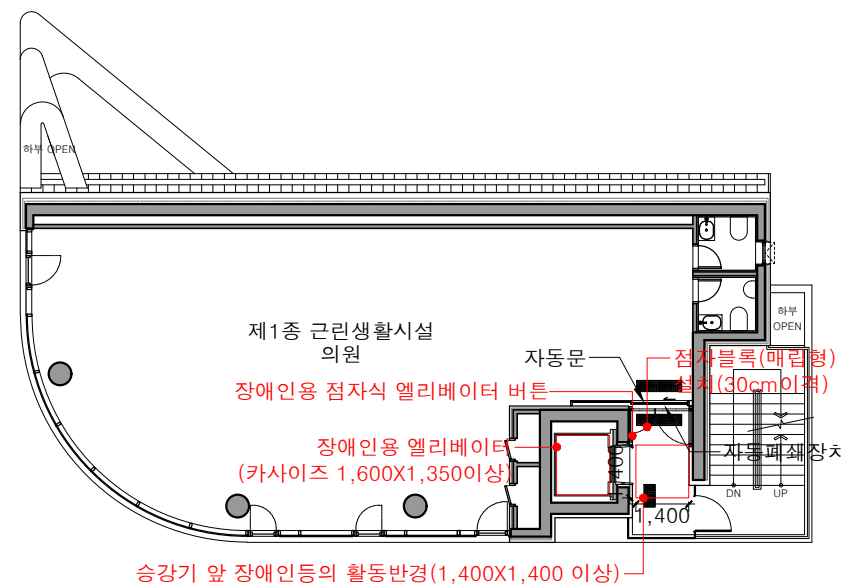 하부 OPEN
제1종 근린생활시설
의원
하부
OPEN
자동문
점자블록(매립형)
설치(30cm이격)
장애인용 점자식 엘리베이터 버튼
장애인용 엘리베이터
(카사이즈 1,600X1,350이상)
자동폐쇄장치
1,400
DN
UP
1,400
승강기 앞 장애인등의 활동반경(1,400X1,400 이상)